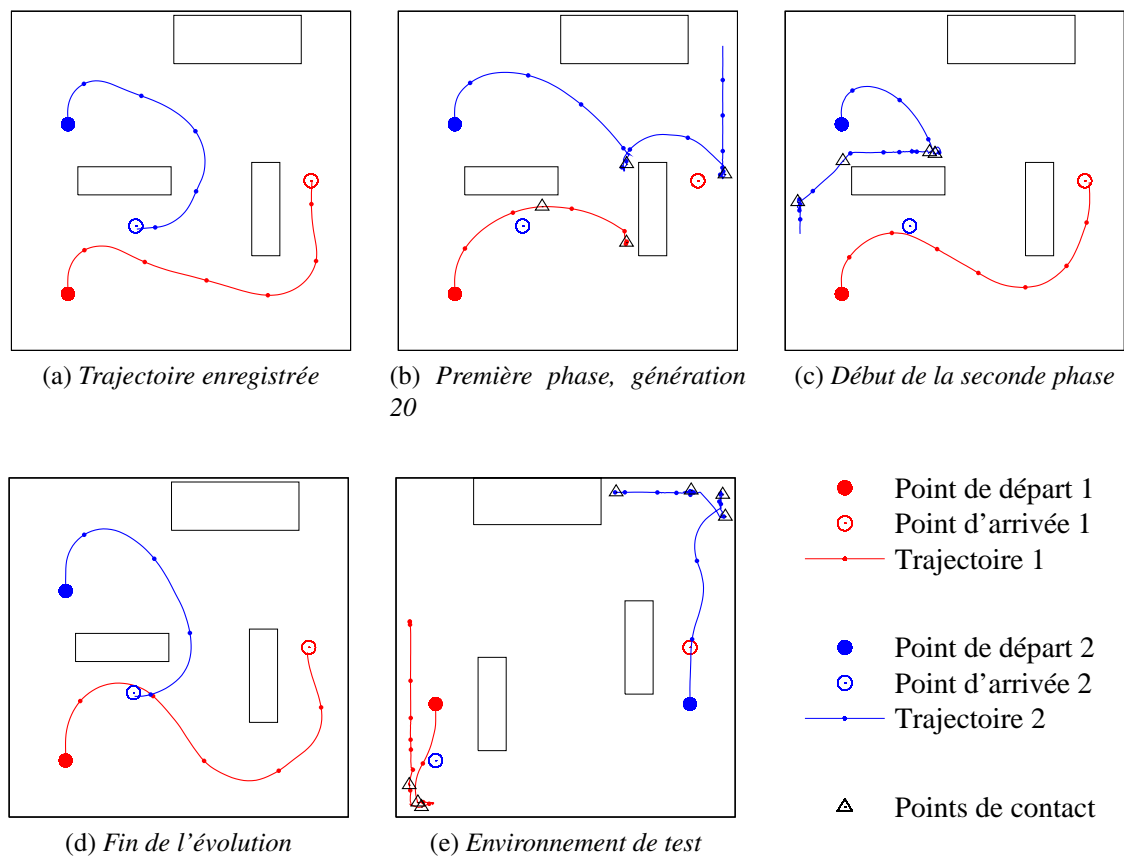 (a) Trajectoire enregistrée
(b) Première phase, génération
20
(c) Début de la seconde phase
(d) Fin de l'évolution
(e) Environnement de test
Point de départ 1
Point d'arrivée 1
Trajectoire 1
Point de départ 2
Point d'arrivée 2
Trajectoire 2
Points de contact